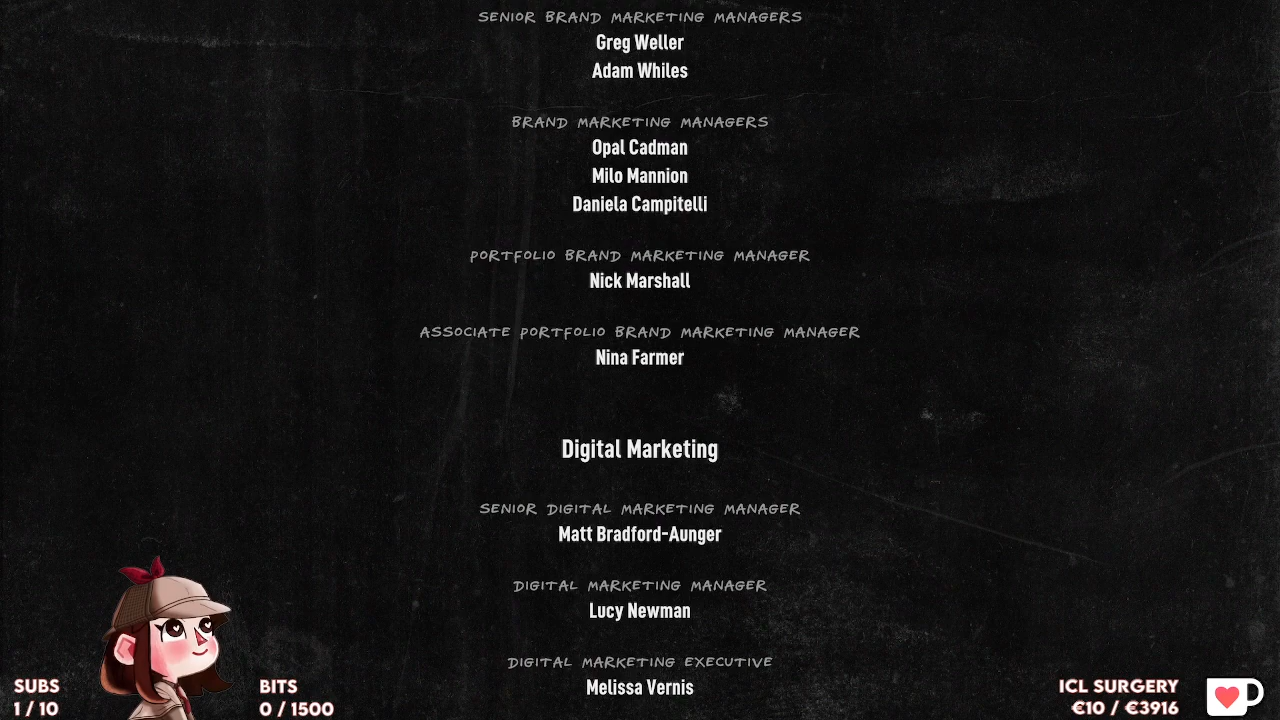 SENIOR BRAND MARKETING MANAGERS
Greg Weller
Adam Whiles
BRAND MARKETING MANAGERS
Opal Cadman
Milo Mannion
Daniela Campitelli
PORTFOLIO BRAND MARKETING MANAGER
Nick Marshall
ASSOCIATE PORTFOLIO BRAND MARKETING MANAGER
Nina Farmer
Digital Marketing
SENIOR DIGITAL MARKETING MANAGER
Matt Bradford-Aunger
DIGITAL MARKETING MANAGER
Lucy Newman
DIGITAL MARKETING EXECUTIVE
Melissa Vernis
SUBS
1 / 10
BITS
0 / 1500
ICL SURGERY
€10 / €3916